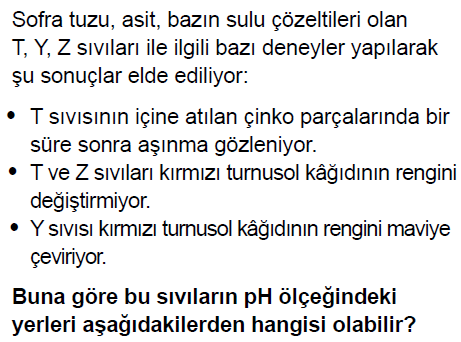 Sofra tuzu, asit, bazın sulu çözeltileri olan
T, Y, Z sıvıları ile ilgili bazı deneyler yapılarak
şu sonuçlar elde ediliyor:
• T sıvısının içine atılan çinko parçalarında bir
süre sonra aşınma gözleniyor.
• T ve Z sıvıları kırmızı turnusol kâğıdının rengini
değiştirmiyor.
• Y sıvısı kırmızı turnusol kâğıdının rengini maviye
çeviriyor.
Buna göre bu sıvıların pH ölçeğindeki
yerleri aşağıdakilerden hangisi olabilir?